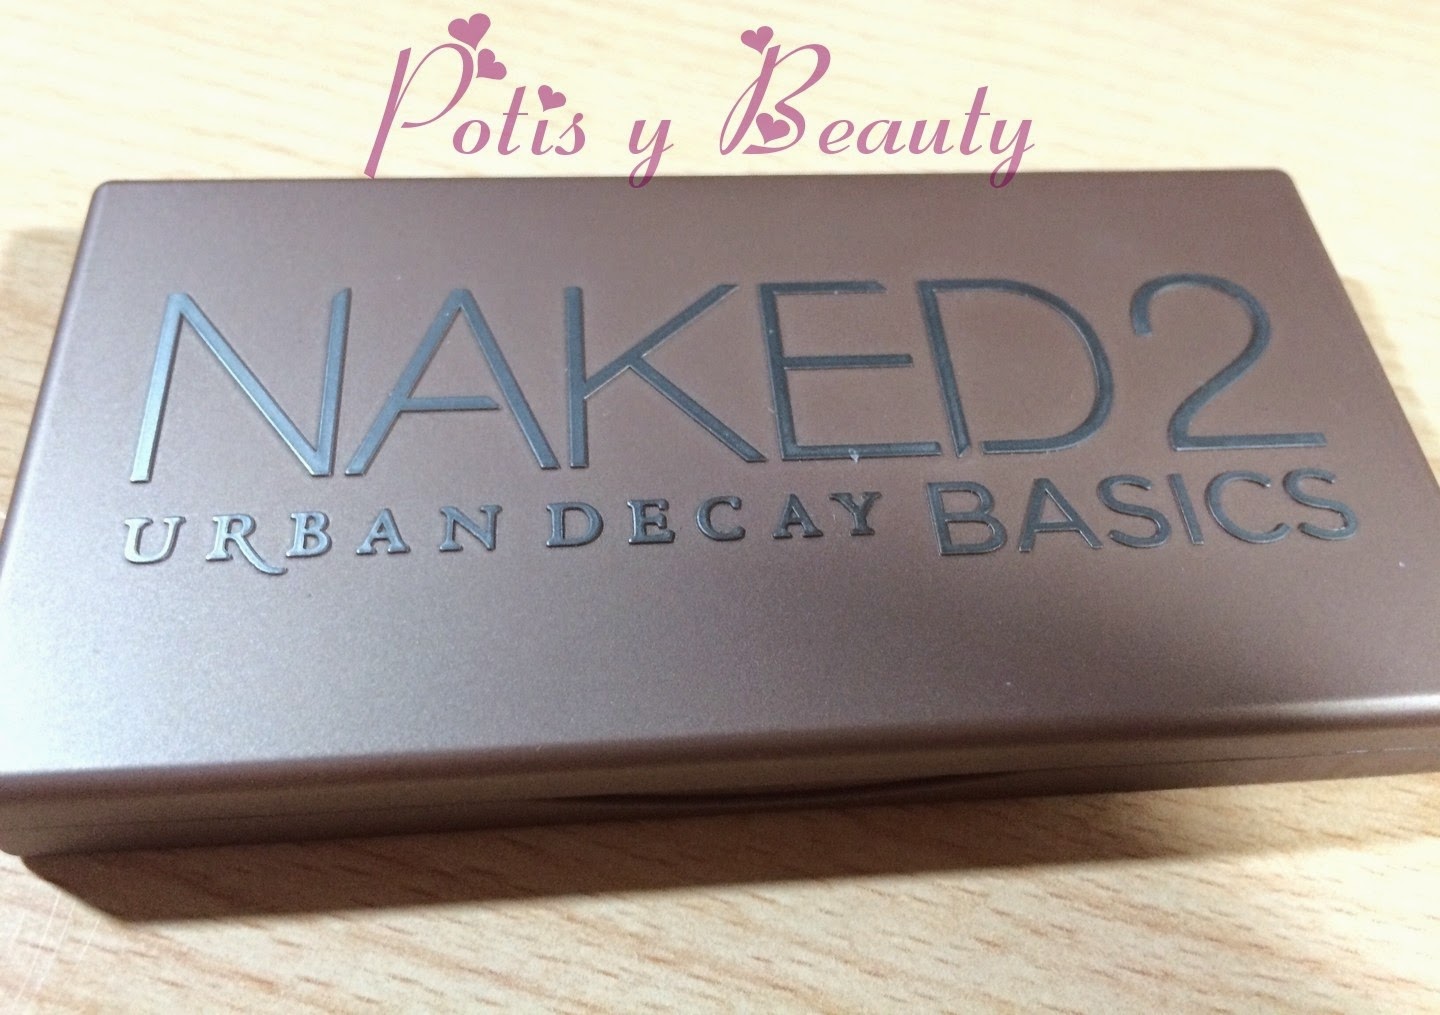 Potis y Beauty
NAKED2
URBAN DECAY BASICS